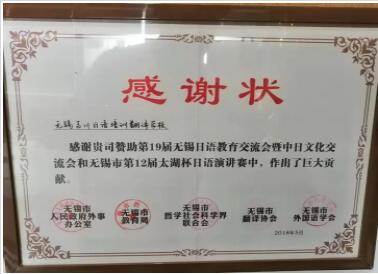 感谢状
无锡
日语培训翻译学校
感谢贵司赞助第19届无锡日语教育交流会暨中日文化交
流会和无锡市第12届太湖杯日语演讲赛中，作出了巨大贡
献。
无锡市
人民政府外事
办公室
无锡市
教育局
无锡市
哲学社会科学界
联合会
无锡市
翻译协会
无锡市
外国语学会
2018年5月